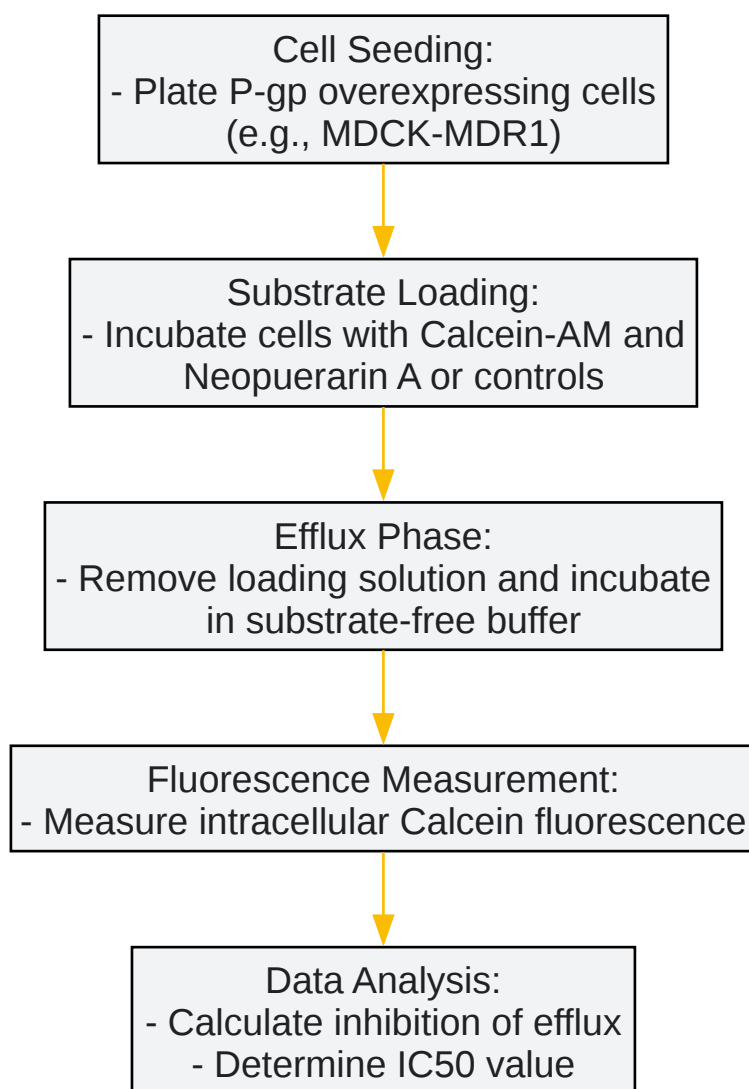 Cell Seeding:
- Plate P-gp overexpressing cells
(e.g., MDCK-MDR1)
Substrate Loading:
- Incubate cells with Calcein-AM and
Neopuerarin A or controls
Efflux Phase:
- Remove loading solution and incubate
in substrate-free buffer
Fluorescence Measurement:
- Measure intracellular Calcein fluorescence
Data Analysis:
- Calculate inhibition of efflux
- Determine IC50 value